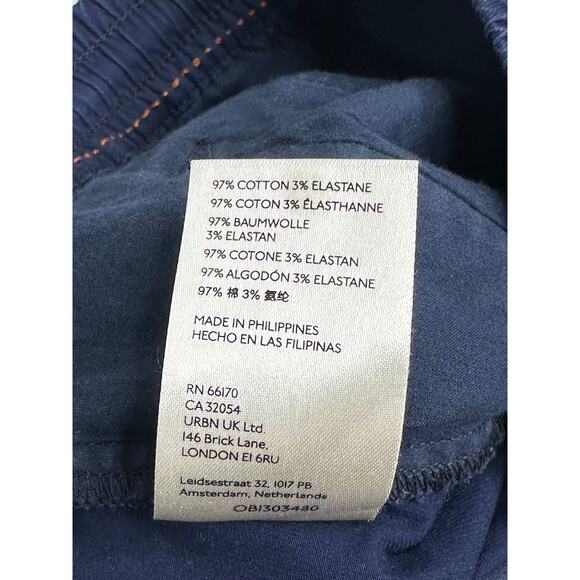 97% COTTON 3% ELASTANE
97% COTON 3% ÉLASTHANNE
97% BAUMWOLLE
3% ELASTAN
97% COTONE 3% ELASTAN
97% ALGODÓN 3% ELASTANE
97% 棉 3% 氨纶
MADE IN PHILIPPINES
HECHO EN LAS FILIPINAS
RN 66170
CA 32054
URBN UK Ltd.
146 Brick Lane,
LONDON E1 6RU
Leidsestraat 32, 1017 PB
Amsterdam, Netherlands
OB1303480